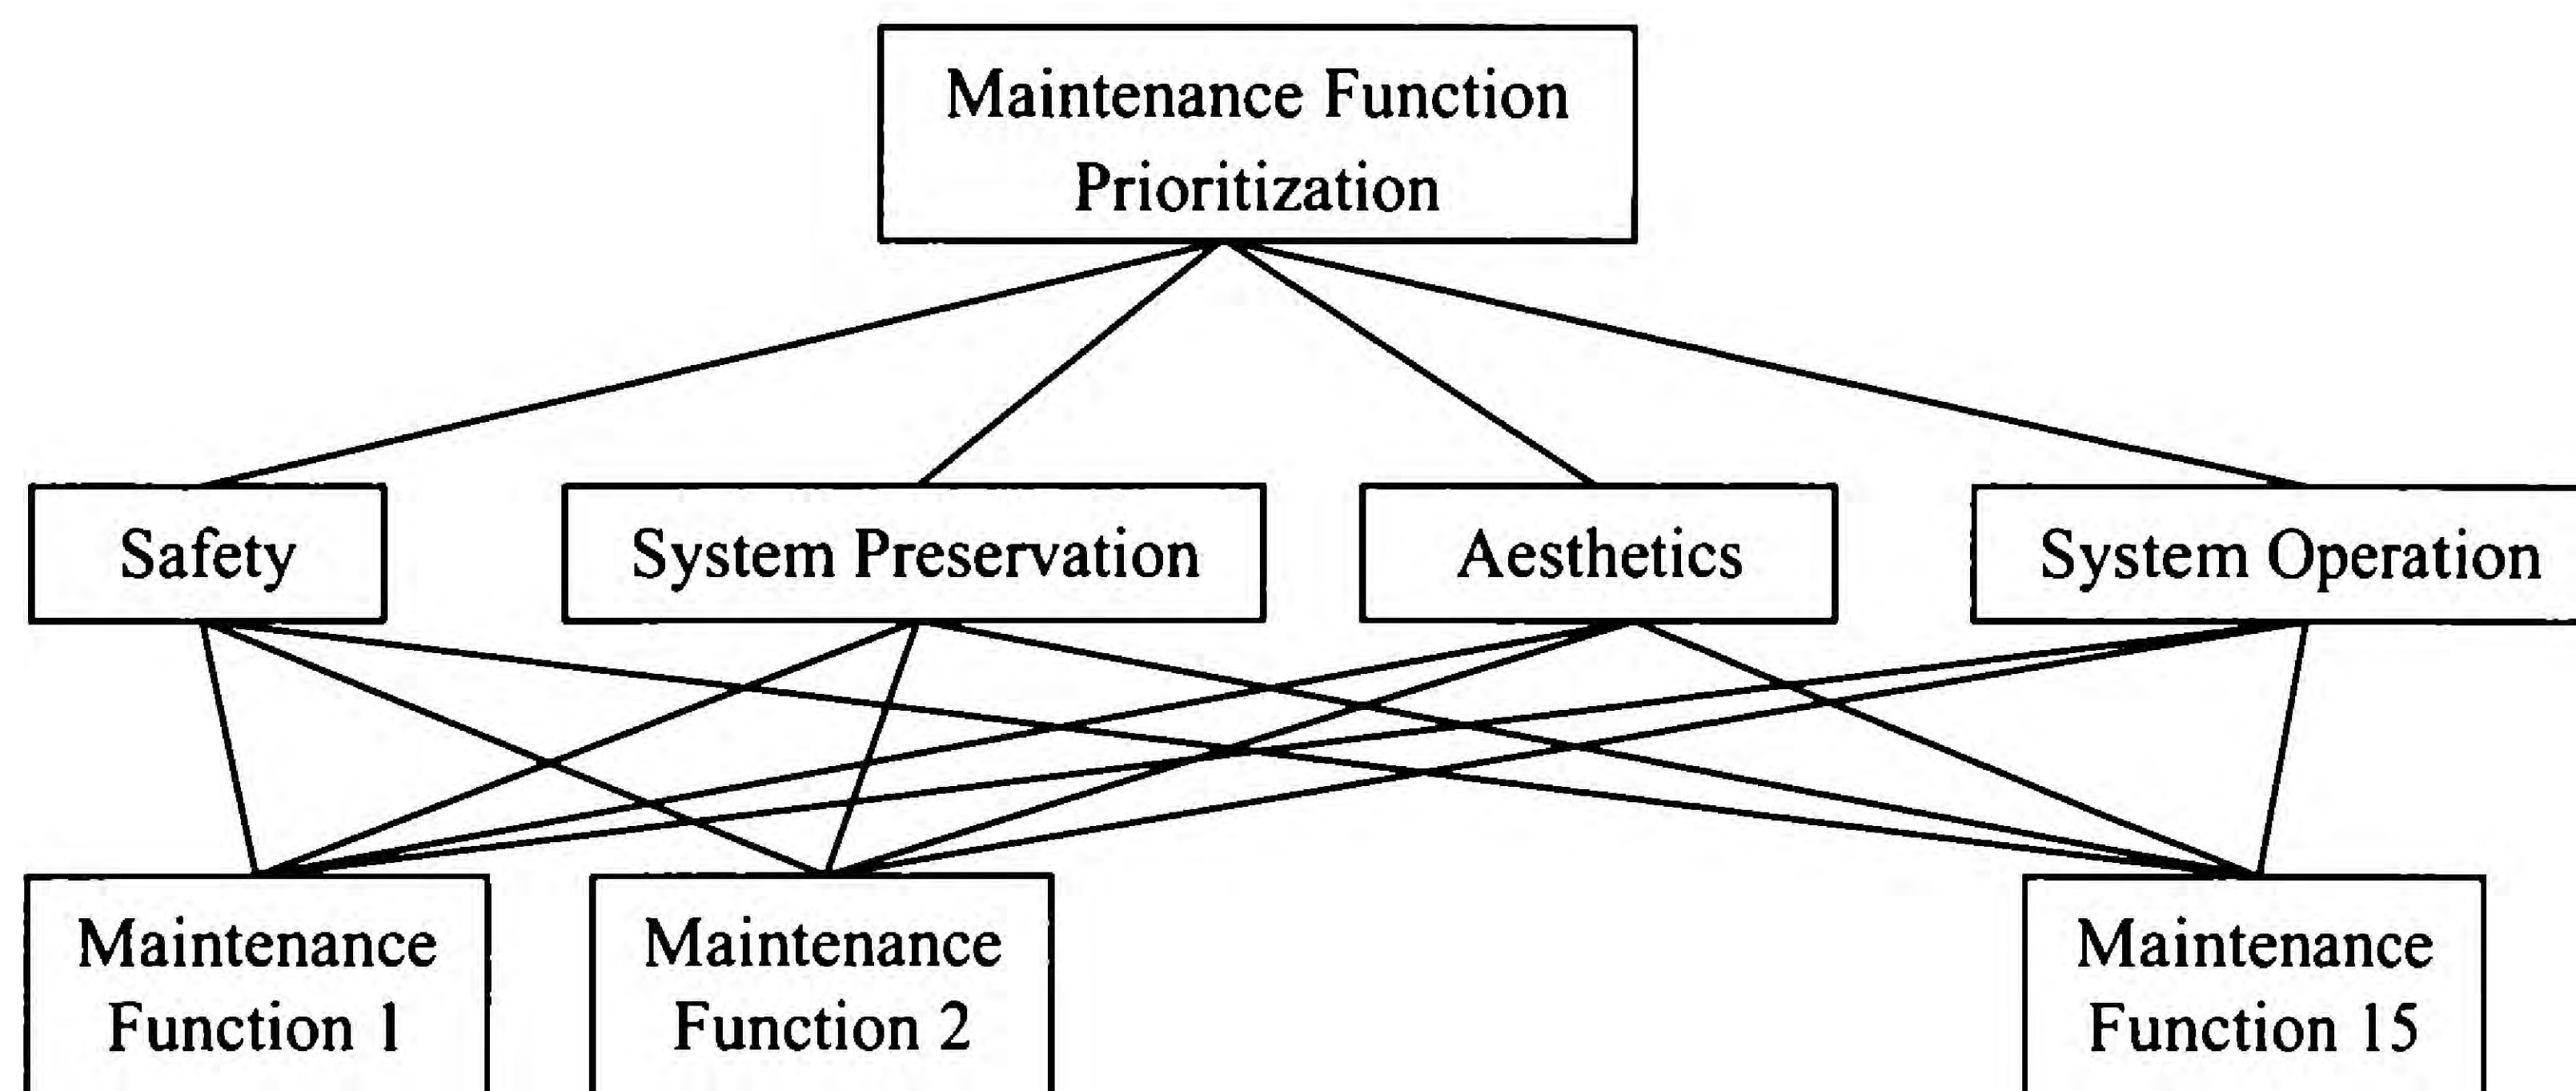 Maintenance Function
Prioritization
Safety
System Preservation
Aesthetics
System Operation
Maintenance
Function 1
Maintenance
Function 2
Maintenance
Function 15